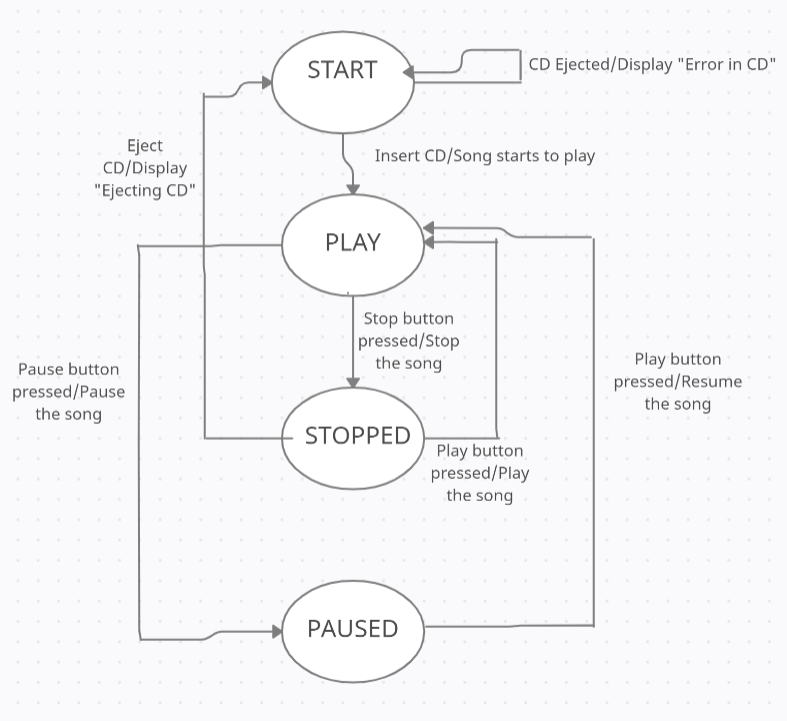 START
CD Ejected/Display "Error in CD"
Eject
CD/Display
"Ejecting CD"
Insert CD/Song starts to play
PLAY
Stop button
pressed/Stop
the song
Pause button
pressed/Pause
the song
Play button
pressed/Resume
the song
STOPPED
Play button
pressed/Play
the song
PAUSED